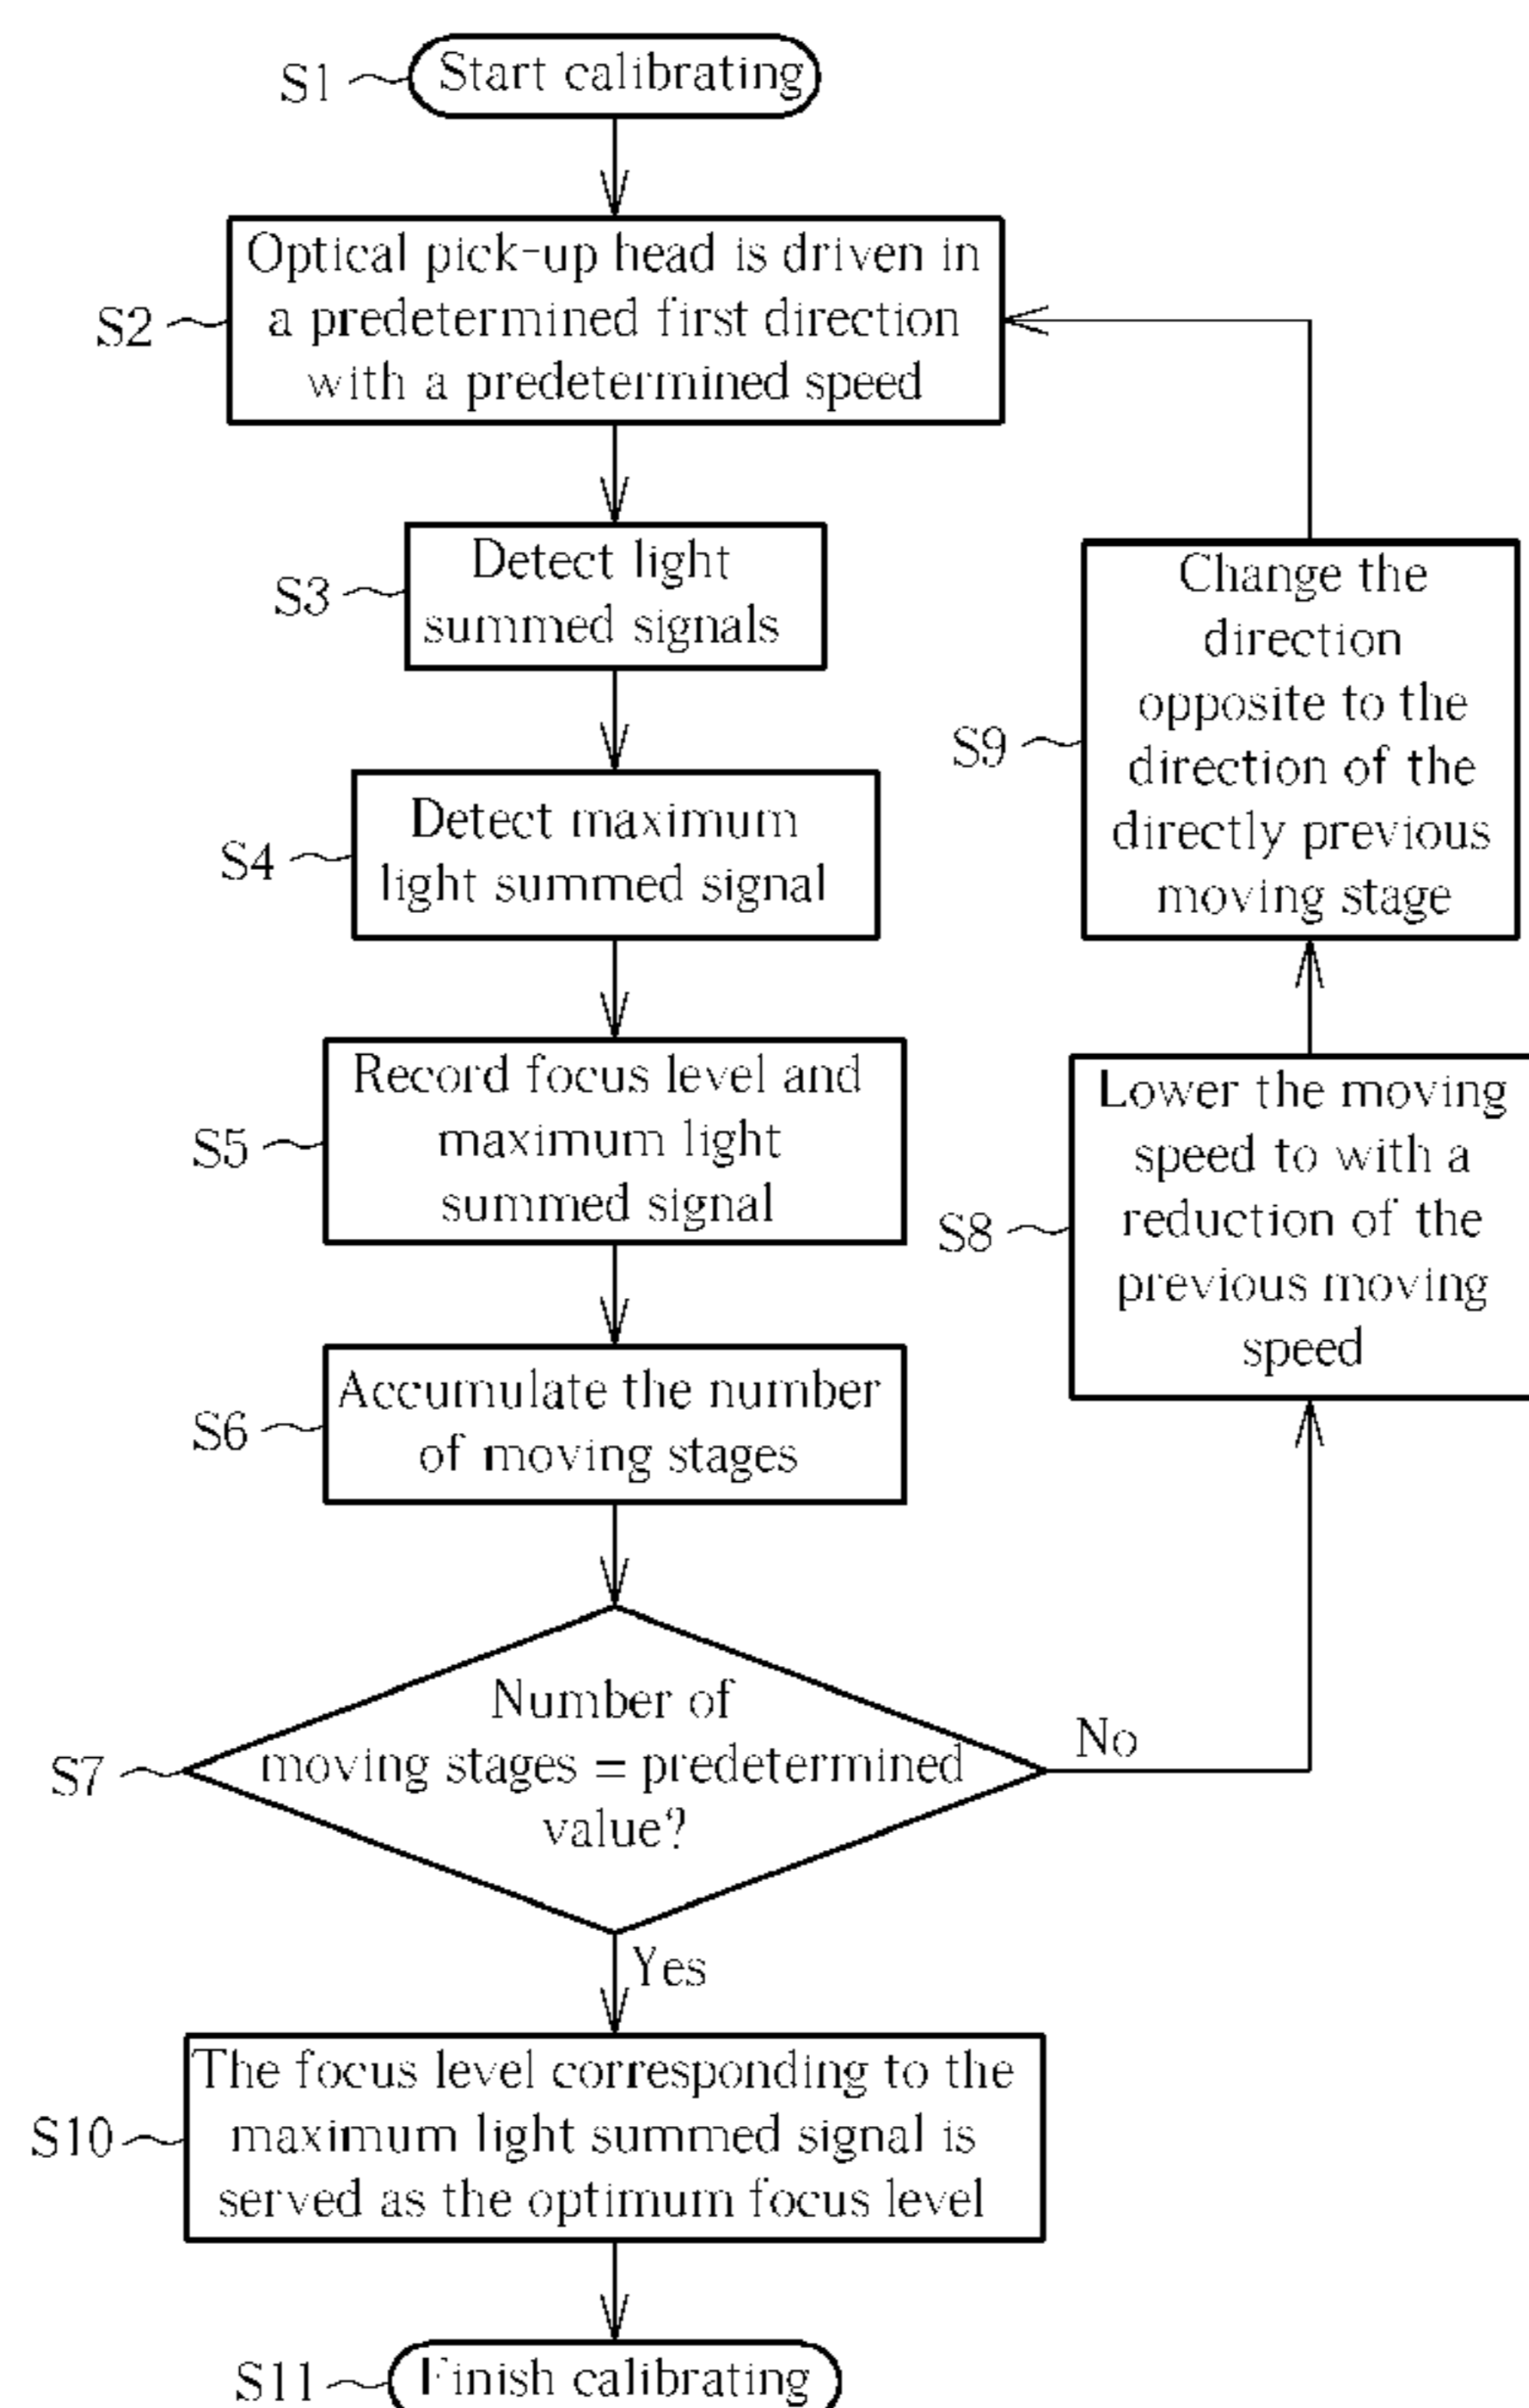 S1
Start calibrating
S2
Optical pick-up head is driven in
a predetermined first direction
with a predetermined speed
S3
Detect light
summed signals
S4
Detect maximum
light summed signal
S5
Record focus level and
maximum light
summed signal
S6
Accumulate the number
of moving stages
S7
Number of
moving stages = predetermined
value?
No
S8
Lower the moving
speed to with a
reduction of the
previous moving
speed
S9
Change the
direction
opposite to the
direction of the
directly previous
moving stage
Yes
S10
The focus level corresponding to the
maximum light summed signal is
served as the optimum focus level
S11
Finish calibrating